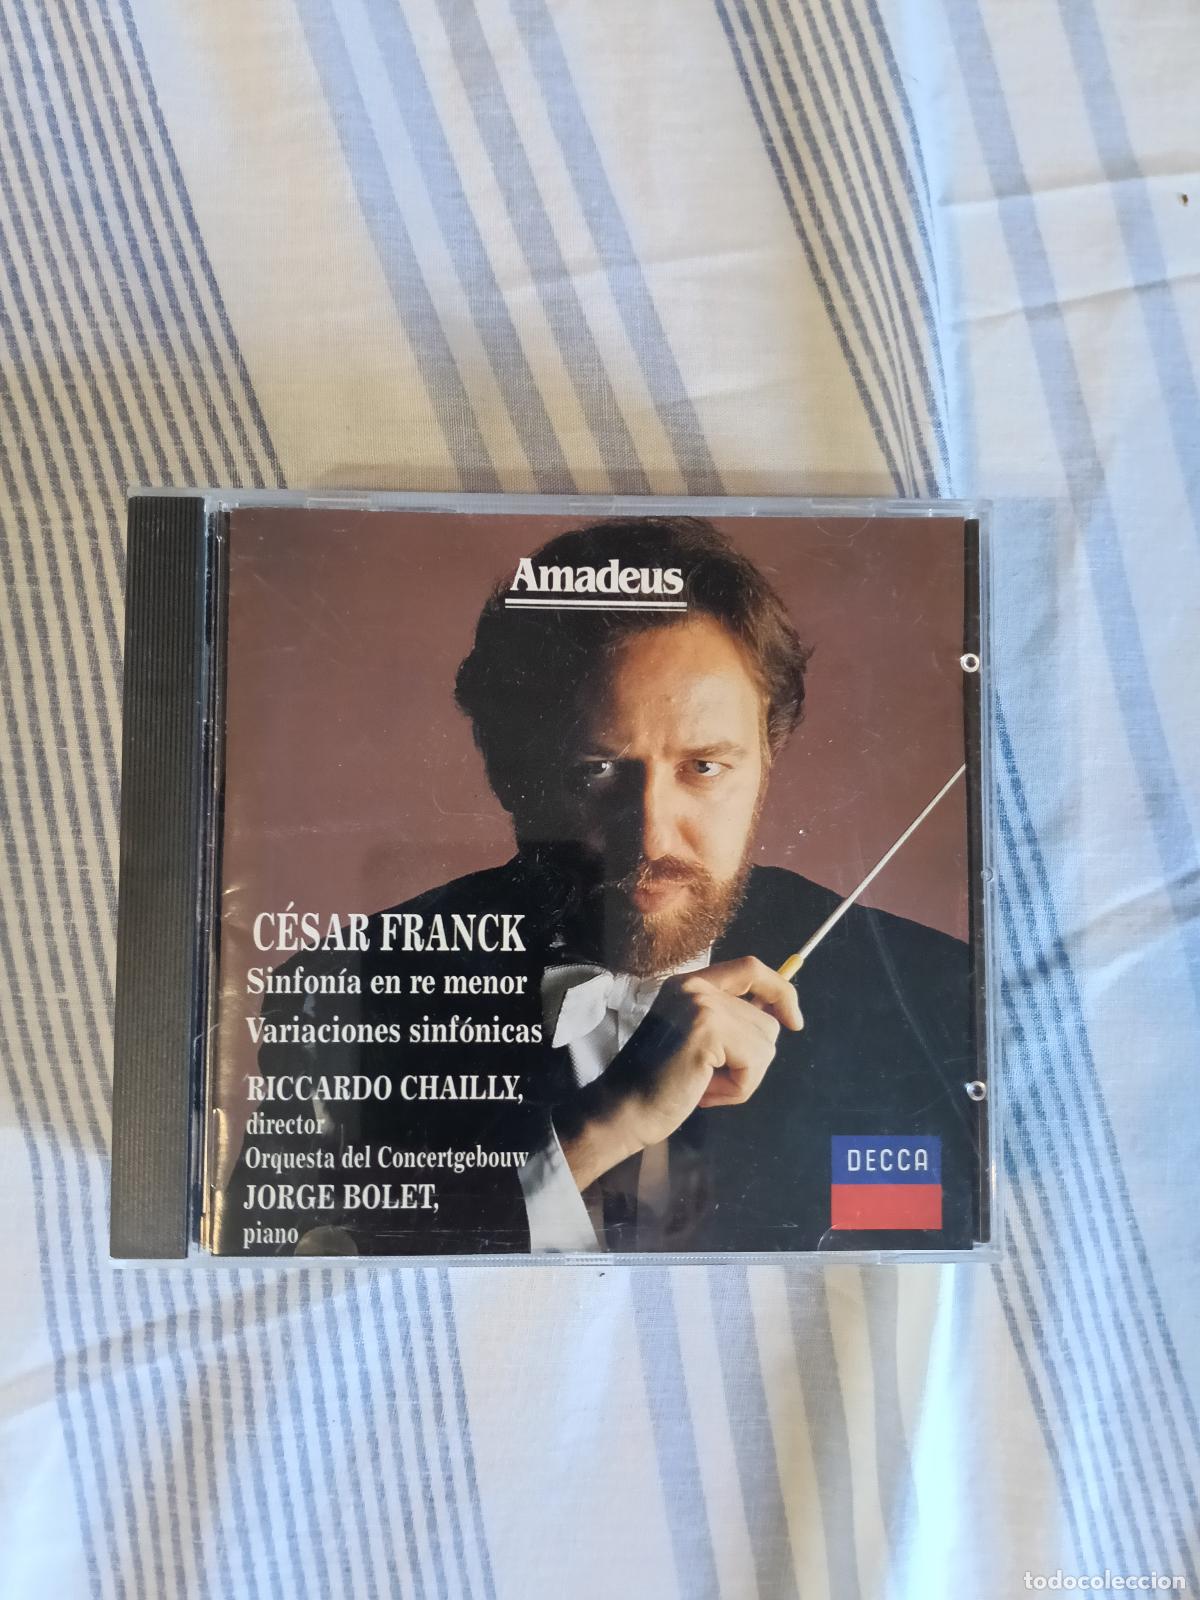 Amadeus
CÉSAR FRANCK
Sinfonía en re menor
Variaciones sinfónicas
RICCARDO CHAILLY,
director
Orquesta del Concertgebouw
JORGE BOLET,
piano
DECCA
todocoleccion